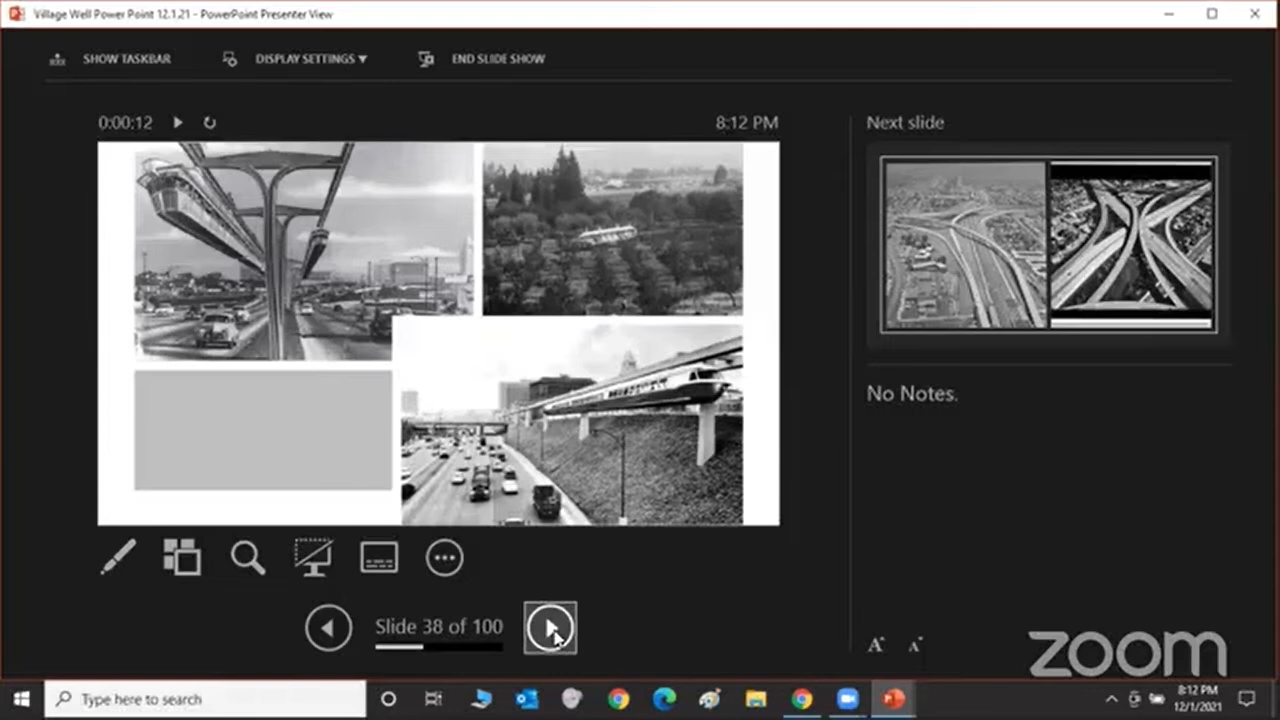 Village Well Power Point 12.1.21 - PowerPoint Presenter View
SHOW TASKBAR
DISPLAY SETTINGS ▼
END SLIDE SHOW
0:00:12
8:12 PM
Next slide
No Notes.
Slide 38 of 100
A A
zoom
Type here to search
8:12 PM
12/1/2021